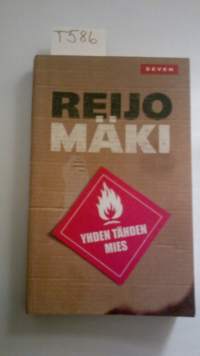 T586
SEVEN
REIJO
MÄKI
YHDEN TÄHDEN
MIES